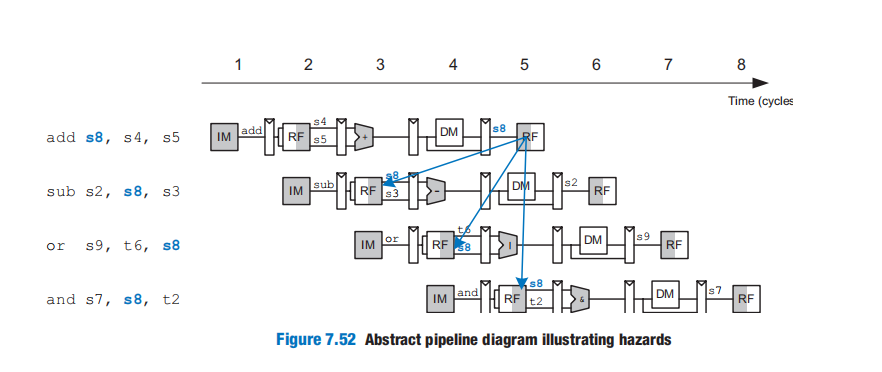 1 2 3 4 5 6 7 8
Time (cycles
add s8, s4, s5 IM add RF s4 s5 + DM s8 RF
sub s2, s8, s3 IM sub RF s8 s3 - DM s2 RF
or s9, t6, s8 IM or RF t6 s8 | DM s9 RF
and s7, s8, t2 IM and RF s8 t2 & DM s7 RF
Figure 7.52 Abstract pipeline diagram illustrating hazards